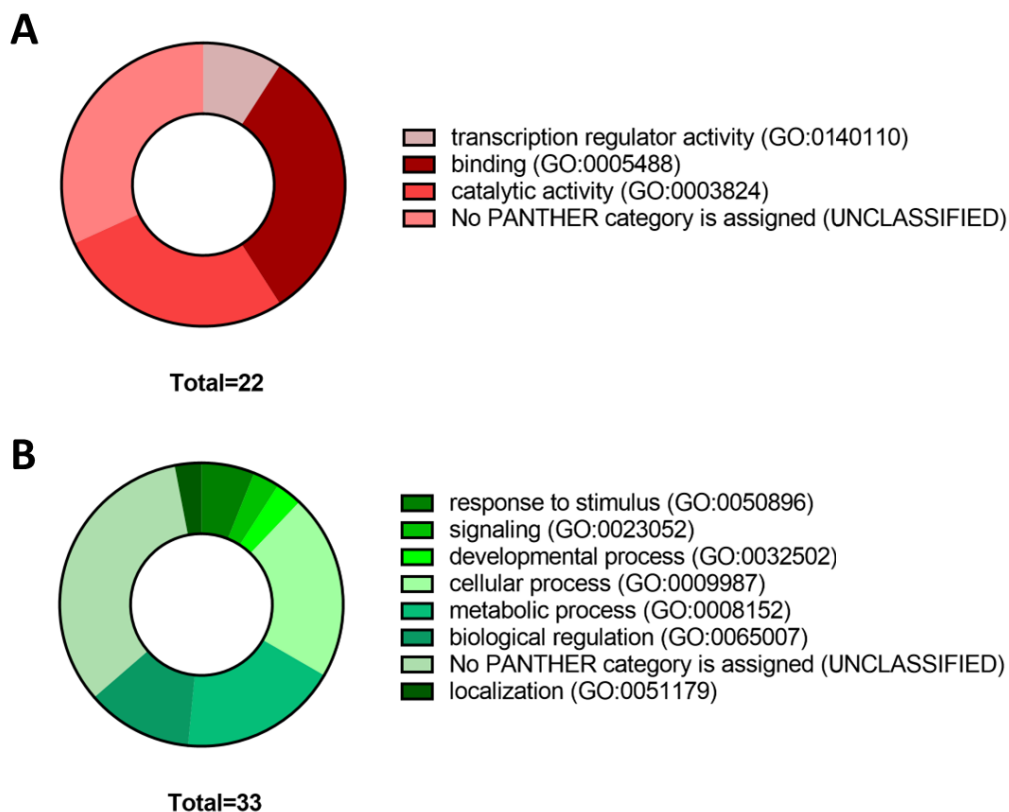 A
transcription regulator activity (GO:0140110)
binding (GO:0005488)
catalytic activity (GO:0003824)
No PANTHER category is assigned (UNCLASSIFIED)
Total=22
B
response to stimulus (GO:0050896)
signaling (GO:0023052)
developmental process (GO:0032502)
cellular process (GO:0009987)
metabolic process (GO:0008152)
biological regulation (GO:0065007)
No PANTHER category is assigned (UNCLASSIFIED)
localization (GO:0051179)
Total=33